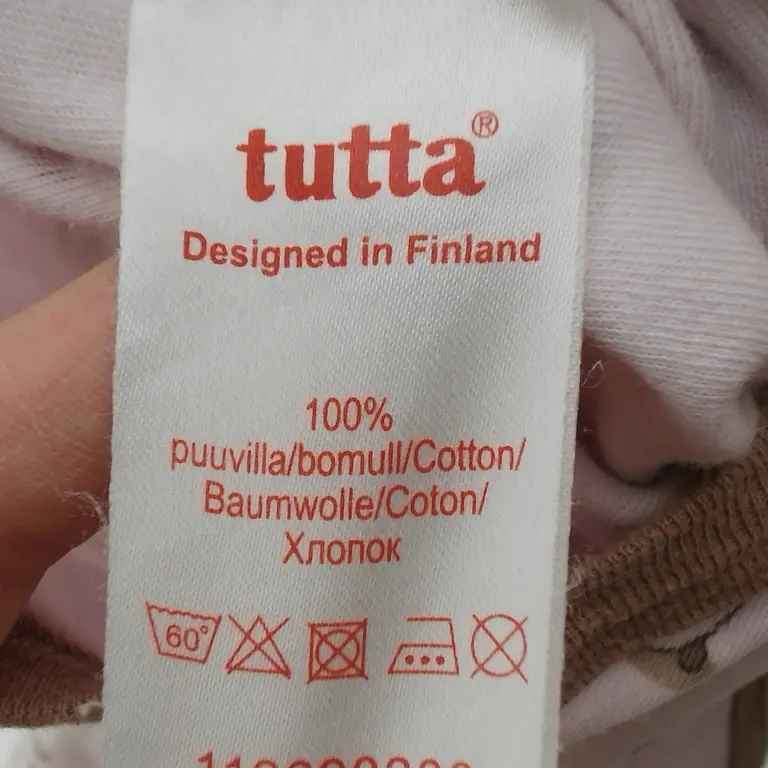 tutta®
Designed in Finland
100%
puuvilla/bomull/Cotton/
Baumwolle/Coton/
Хлопок
60°